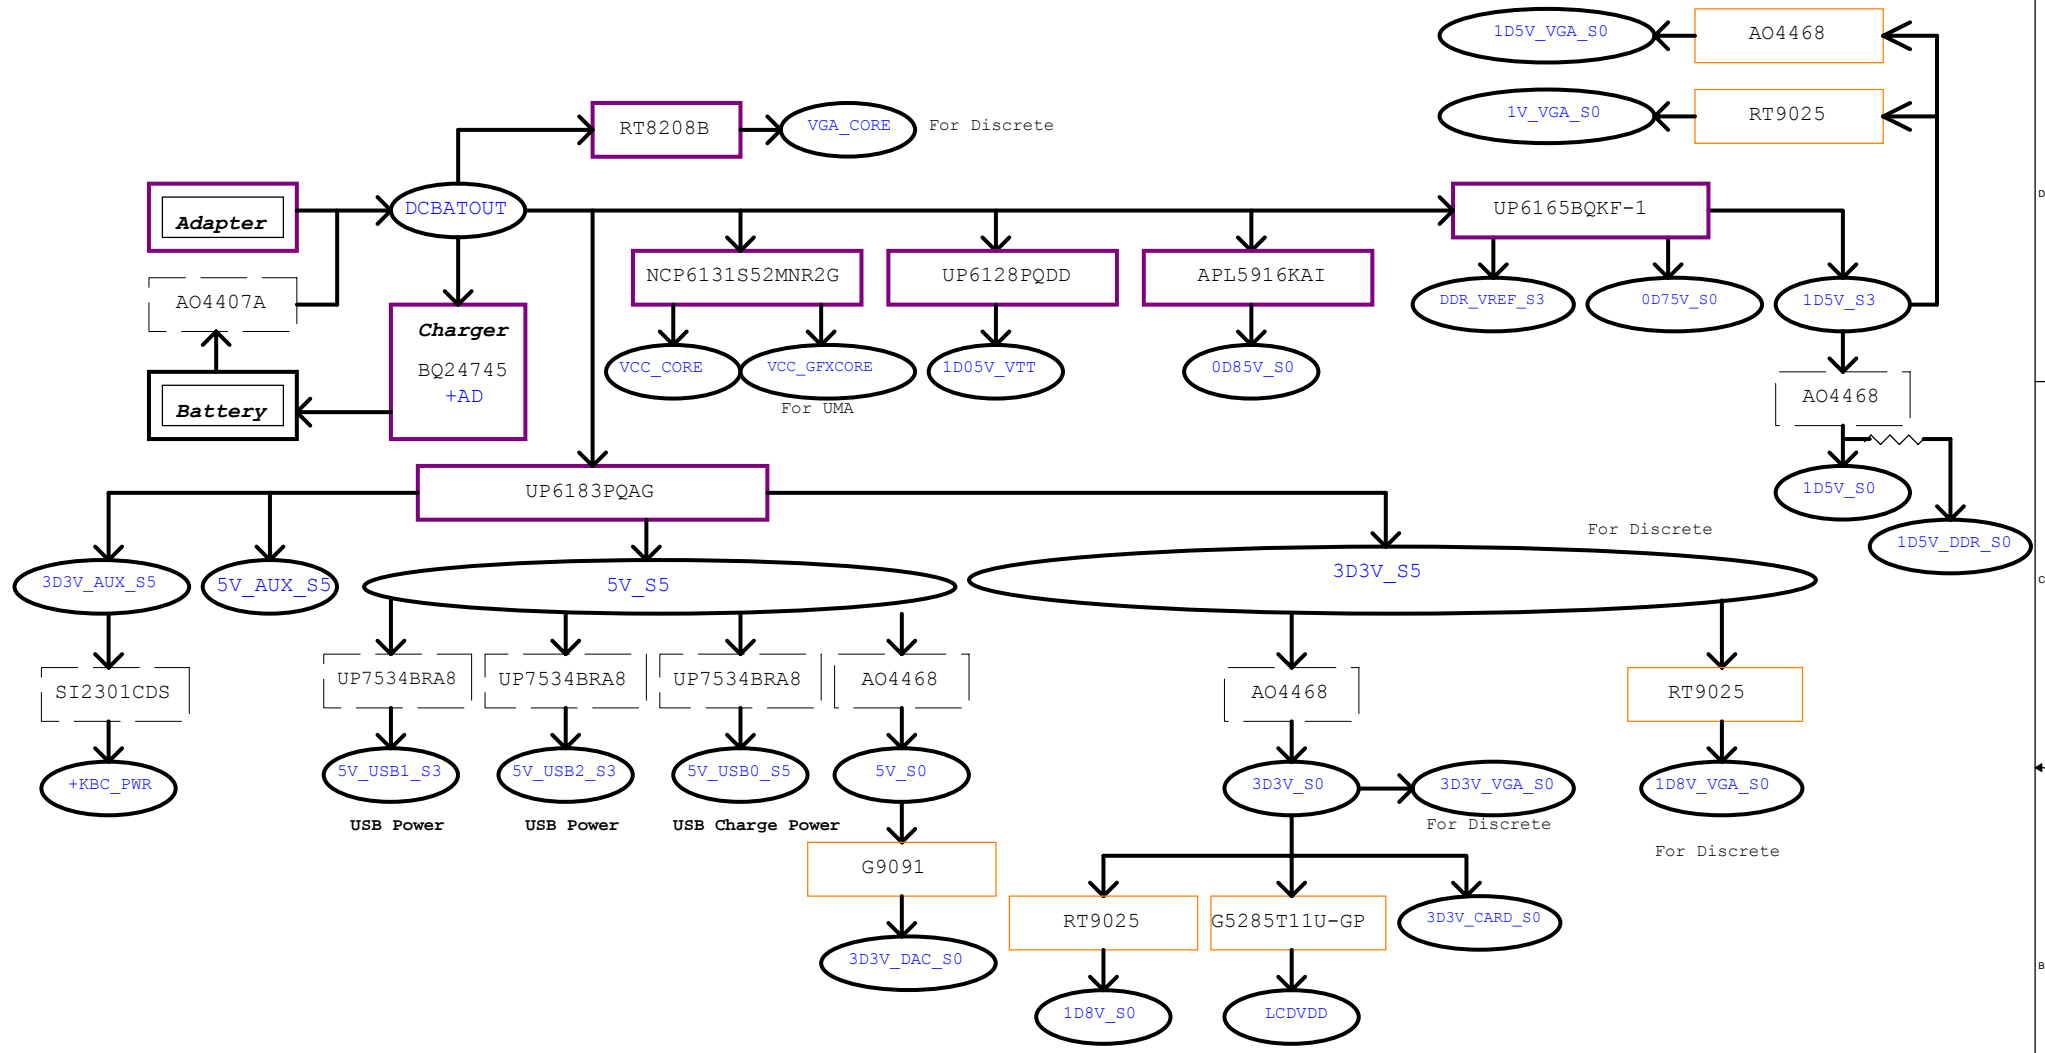 1D5V_VGA_S0
AO4468
RT8208B
VGA_CORE
For Discrete
1V_VGA_S0
RT9025
Adapter
DCBATOUT
UP6165BQKF-1
D
AO4407A
Charger
BQ24745
+AD
NCP6131S52MNR2G
UP6128PQDD
APL5916KAI
DDR_VREF_S3
0D75V_S0
1D5V_S3
VCC_CORE
VCC_GFXCORE
For UMA
1D05V_VTT
0D85V_S0
Battery
AO4468
UP6183PQAG
1D5V_S0
For Discrete
1D5V_DDR_S0
3D3V_AUX_S5
5V_AUX_S5
5V_S5
3D3V_S5
C
SI2301CDS
UP7534BRA8
UP7534BRA8
UP7534BRA8
AO4468
AO4468
RT9025
+KBC_PWR
5V_USB1_S3
5V_USB2_S3
5V_USB0_S5
5V_S0
3D3V_S0
3D3V_VGA_S0
1D8V_VGA_S0
USB Power
USB Power
USB Charge Power
For Discrete
For Discrete
G9091
RT9025
G5285T11U-GP
3D3V_CARD_S0
3D3V_DAC_S0
B
1D8V_S0
LCDVDD